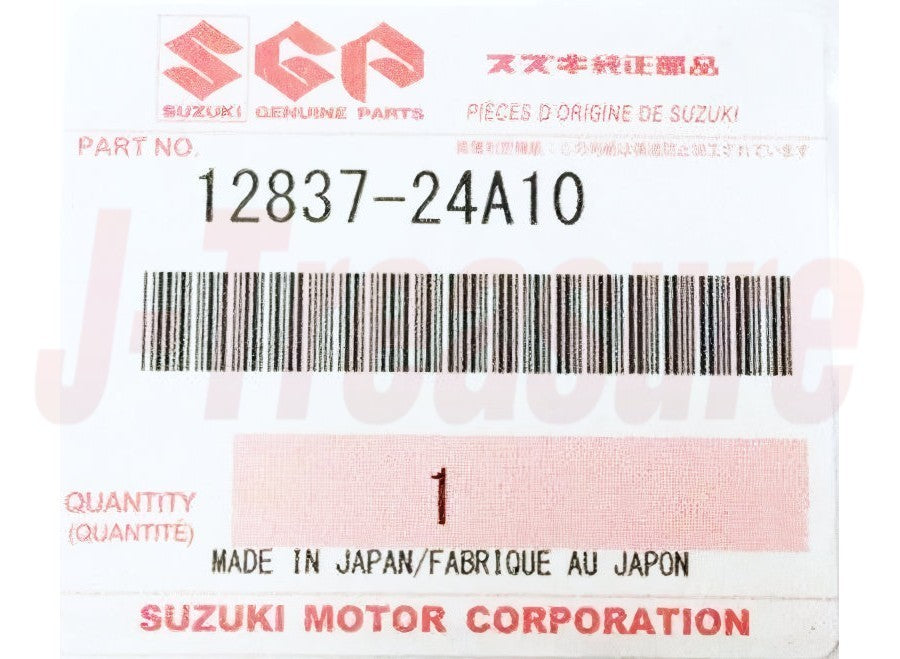 SGP
SUZUKI GENUINE PARTS
スズキ純正部品
PIÈCES D'ORIGINE DE SUZUKI
PART NO.
12837-24A10
J-Treasure
QUANTITY
(QUANTITÉ)
1
MADE IN JAPAN/FABRIQUE AU JAPON
SUZUKI MOTOR CORPORATION